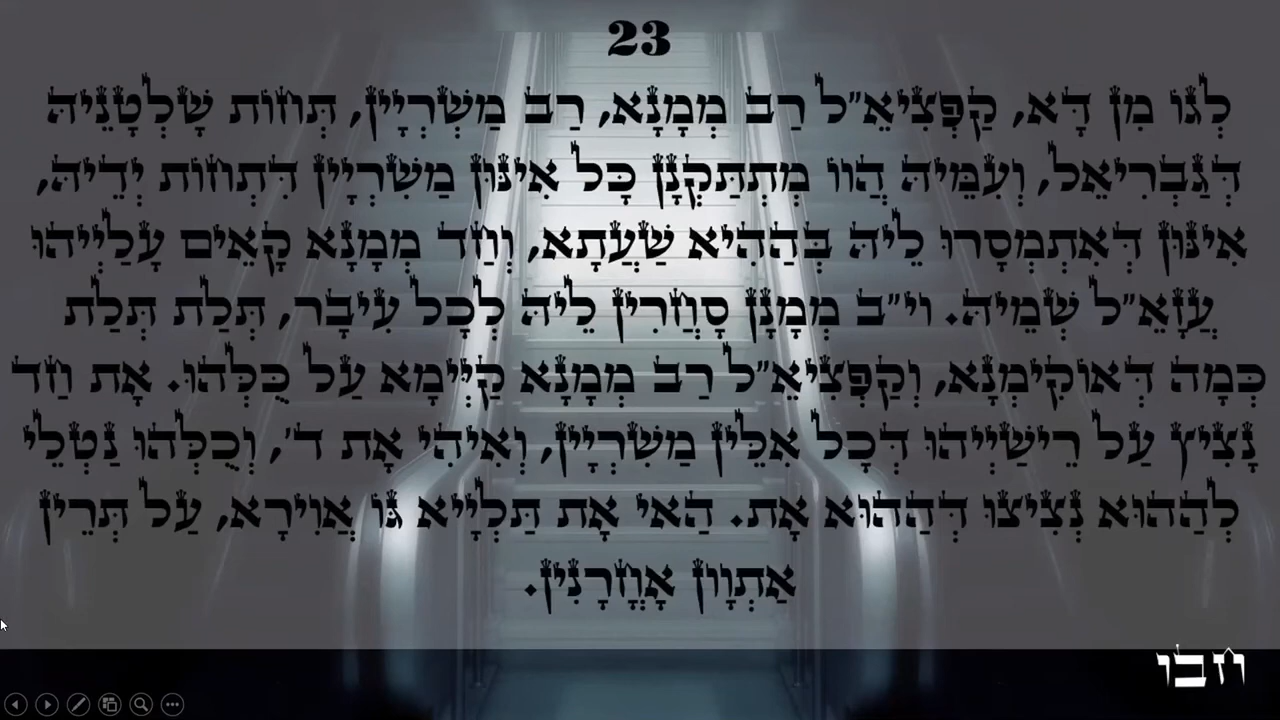 23
לְגוֹ מִן דָּא, קַפְצִיאֵ״ל רַב מְמָנָא, רַב מַשְׁרְיָין, תְּחוֹת שָׁלְטָנֵיהּ
דְּגַבְרִיאֵל, וְעִמֵּיהּ הֲווֹ מִתְתַּקְּנָן כָּל אִינּוּן מַשִׁרְיָין דִּתְחוֹת יְדֵיהּ,
אִינּוּן דְּאִתְמְסָרוּ לֵיהּ בְּהַהִיא שַׁעֲתָא, וְחַד מְמָנָא קָאֵים עָלַיְיהוּ
עֲזָאֵ״ל שְׁמֵיהּ. וי״ב מְמָנָן סָחֲרִין לֵיהּ לְכָל עִיבָר, תְּלַת תְּלַת
כְּמָה דְּאוֹקִימְנָא, וְקַפְּצִיאֵ״ל רַב מְמָנָא קַיְּימָא עַל כֻּלְּהוּ. אָת חַד
נָצִיץ עַל רֵישַׁיְיהוּ דְּכָל אִלֵּין מַשִׁרְיָין, וְאִיהִי אָת ד׳, וְכֻלְּהוּ נַטְלֵי
לְהַהוּא נְצִיצוּ דְּהַהוּא אָת. הַאי אָת תַּלְיָיא גּוֹ אֲוִירָא, עַל תְּרֵין
אַתְוָון אָחֳרָנִין.
וזבו